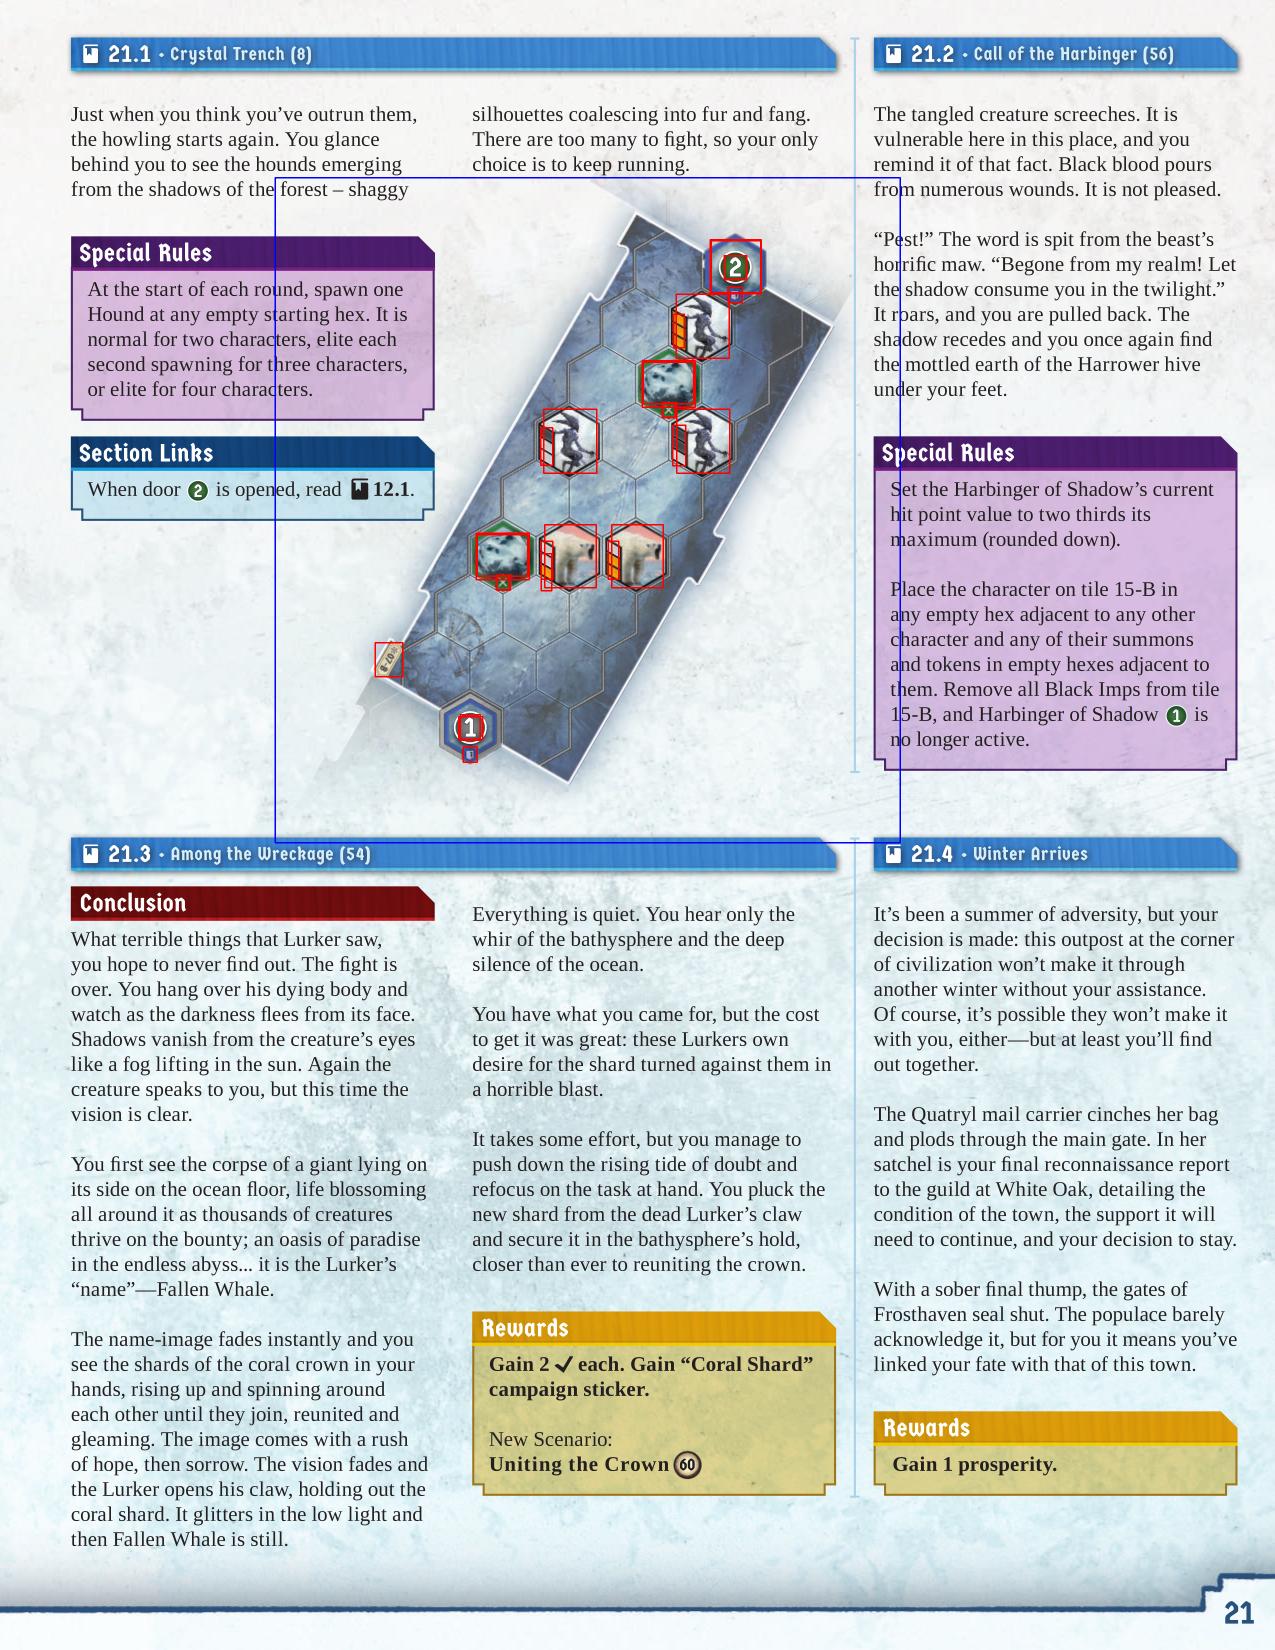 21.1 • Crystal Trench (8)
Just when you think you’ve outrun them,
the howling starts again. You glance
behind you to see the hounds emerging
from the shadows of the forest – shaggy
silhouettes coalescing into fur and fang.
There are too many to fight, so your only
choice is to keep running.
Special Rules
At the start of each round, spawn one
Hound at any empty starting hex. It is
normal for two characters, elite each
second spawning for three characters,
or elite for four characters.
Section Links
When door 2 is opened, read 12.1.
2
1
21.2 • Call of the Harbinger (56)
The tangled creature screeches. It is
vulnerable here in this place, and you
remind it of that fact. Black blood pours
from numerous wounds. It is not pleased.
“Pest!” The word is spit from the beast’s
horrific maw. “Begone from my realm! Let
the shadow consume you in the twilight.”
It roars, and you are pulled back. The
shadow recedes and you once again find
the mottled earth of the Harrower hive
under your feet.
Special Rules
Set the Harbinger of Shadow’s current
hit point value to two thirds its
maximum (rounded down).
Place the character on tile 15-B in
any empty hex adjacent to any other
character and any of their summons
and tokens in empty hexes adjacent to
them. Remove all Black Imps from tile
15-B, and Harbinger of Shadow 1 is
no longer active.
21.3 • Among the Wreckage (54)
Conclusion
What terrible things that Lurker saw,
you hope to never find out. The fight is
over. You hang over his dying body and
watch as the darkness flees from its face.
Shadows vanish from the creature’s eyes
like a fog lifting in the sun. Again the
creature speaks to you, but this time the
vision is clear.
You first see the corpse of a giant lying on
its side on the ocean floor, life blossoming
all around it as thousands of creatures
thrive on the bounty; an oasis of paradise
in the endless abyss... it is the Lurker’s
“name”—Fallen Whale.
The name-image fades instantly and you
see the shards of the coral crown in your
hands, rising up and spinning around
each other until they join, reunited and
gleaming. The image comes with a rush
of hope, then sorrow. The vision fades and
the Lurker opens his claw, holding out the
coral shard. It glitters in the low light and
then Fallen Whale is still.
Everything is quiet. You hear only the
whir of the bathysphere and the deep
silence of the ocean.
You have what you came for, but the cost
to get it was great: these Lurkers own
desire for the shard turned against them in
a horrible blast.
It takes some effort, but you manage to
push down the rising tide of doubt and
refocus on the task at hand. You pluck the
new shard from the dead Lurker’s claw
and secure it in the bathysphere’s hold,
closer than ever to reuniting the crown.
Rewards
Gain 2 ✓ each. Gain “Coral Shard”
campaign sticker.
New Scenario:
Uniting the Crown 60
21.4 • Winter Arrives
It’s been a summer of adversity, but your
decision is made: this outpost at the corner
of civilization won’t make it through
another winter without your assistance.
Of course, it’s possible they won’t make it
with you, either—but at least you’ll find
out together.
The Quatryl mail carrier cinches her bag
and plods through the main gate. In her
satchel is your final reconnaissance report
to the guild at White Oak, detailing the
condition of the town, the support it will
need to continue, and your decision to stay.
With a sober final thump, the gates of
Frosthaven seal shut. The populace barely
acknowledge it, but for you it means you’ve
linked your fate with that of this town.
Rewards
Gain 1 prosperity.
21